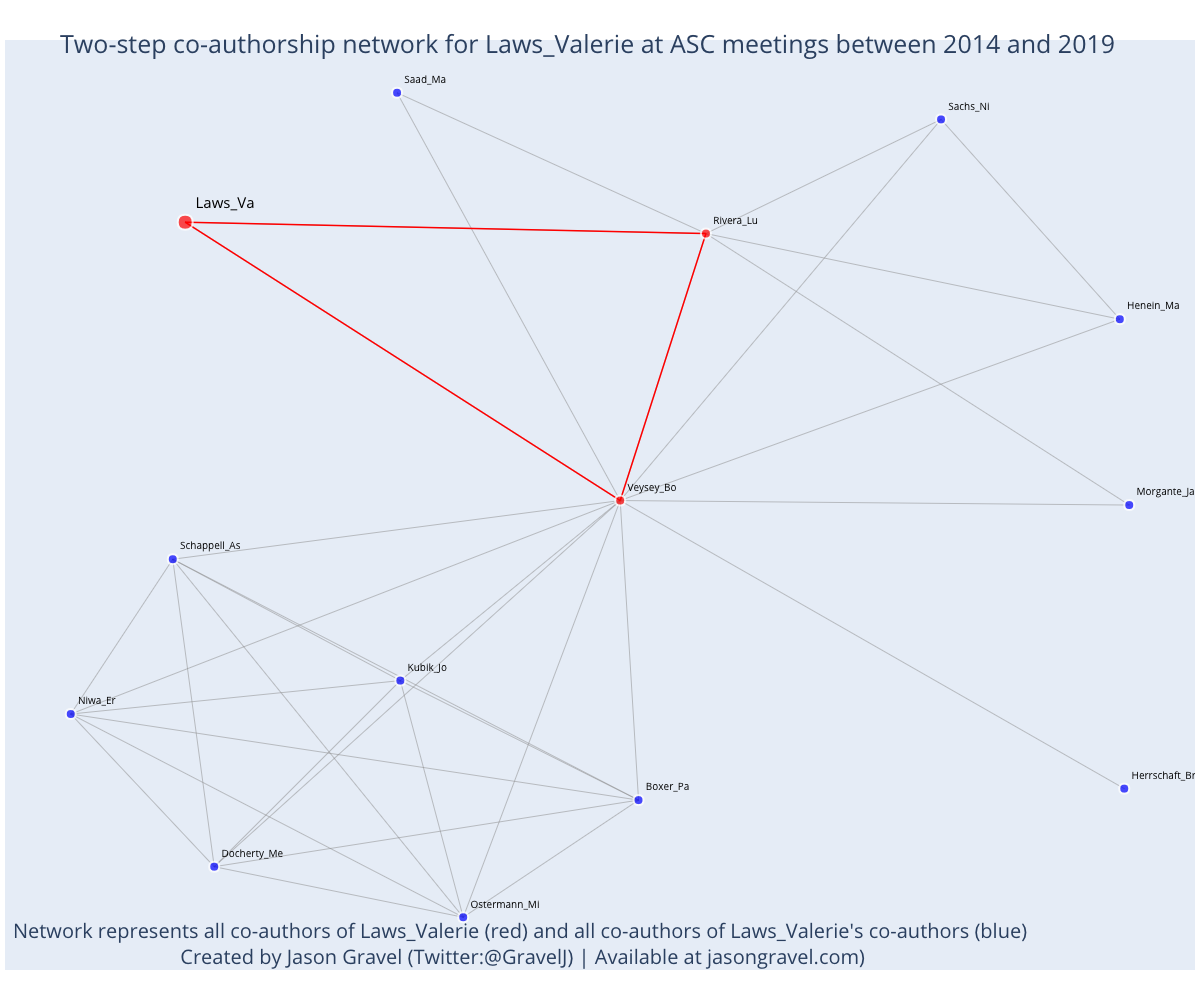 Two-step co-authorship network for Laws_Valerie at ASC meetings between 2014 and 2019
Saad_Ma
Sachs_Ni
Laws_Va
Rivera_Lu
Henein_Ma
Veysey_Bo
Morgante_Ja
Schappell_As
Kubik_Jo
Niwa_Er
Herrschaft_Br
Boxer_Pa
Docherty_Me
Ostermann_Mi
Network represents all co-authors of Laws_Valerie (red) and all co-authors of Laws_Valerie's co-authors (blue)
Created by Jason Gravel (Twitter:@GravelJ) | Available at jasongravel.com)